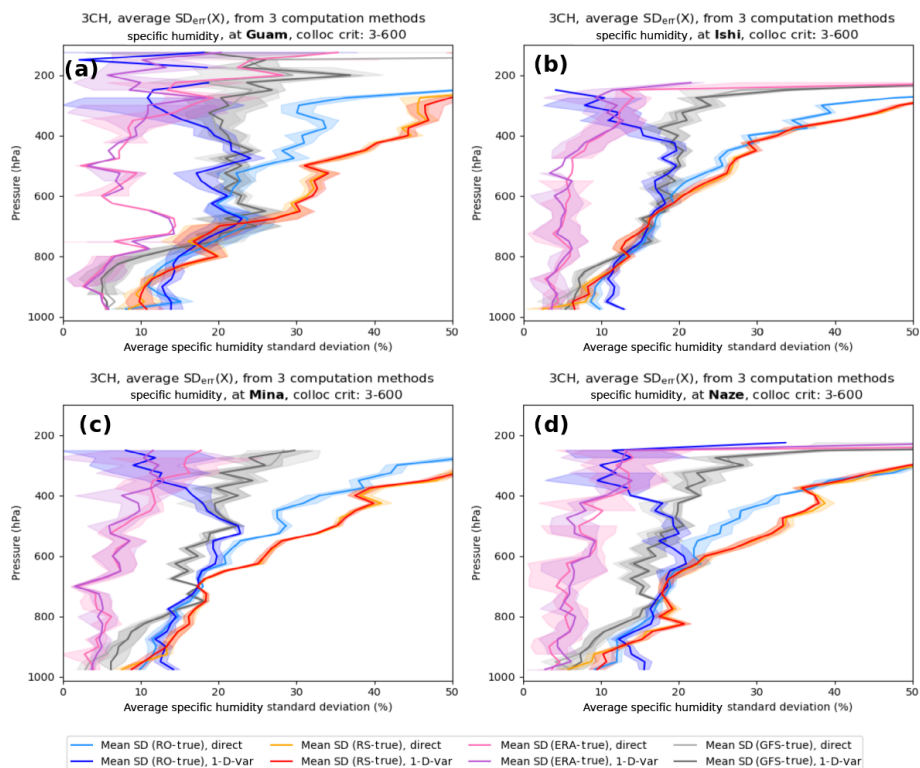 3CH, average SDerr(X), from 3 computation methods
specific humidity, at Guam, colloc crit: 3-600
(a)
200
400
600
800
1000
Pressure (hPa)
0 10 20 30 40 50
Average specific humidity standard deviation (%)
3CH, average SDerr(X), from 3 computation methods
specific humidity, at Ishi, colloc crit: 3-600
(b)
200
400
600
800
1000
Pressure (hPa)
0 10 20 30 40 50
Average specific humidity standard deviation (%)
3CH, average SDerr(X), from 3 computation methods
specific humidity, at Mina, colloc crit: 3-600
(c)
200
400
600
800
1000
Pressure (hPa)
0 10 20 30 40 50
Average specific humidity standard deviation (%)
3CH, average SDerr(X), from 3 computation methods
specific humidity, at Naze, colloc crit: 3-600
(d)
200
400
600
800
1000
Pressure (hPa)
0 10 20 30 40 50
Average specific humidity standard deviation (%)
Mean SD (RO-true), direct Mean SD (RS-true), direct Mean SD (ERA-true), direct Mean SD (GFS-true), direct
Mean SD (RO-true), 1-D-var Mean SD (RS-true), 1-D-var Mean SD (ERA-true), 1-D-var Mean SD (GFS-true), 1-D-var